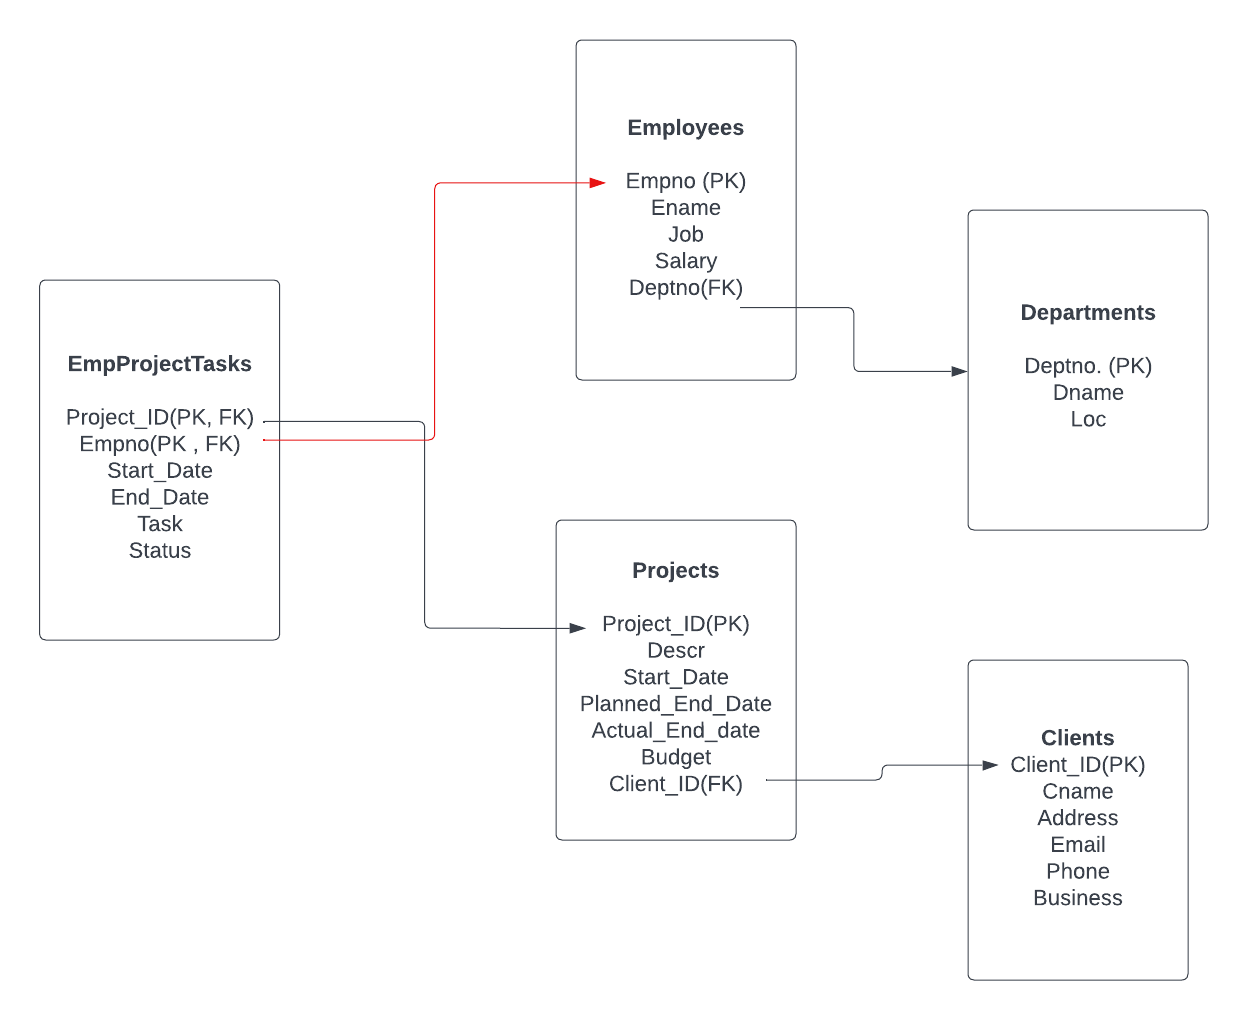 Employees
Empno (PK)
Ename
Job
Salary
Deptno(FK)
Departments
Deptno. (PK)
Dname
Loc
EmpProjectTasks
Project_ID(PK, FK)
Empno(PK , FK)
Start_Date
End_Date
Task
Status
Projects
Project_ID(PK)
Descr
Start_Date
Planned_End_Date
Actual_End_date
Budget
Client_ID(FK)
Clients
Client_ID(PK)
Cname
Address
Email
Phone
Business